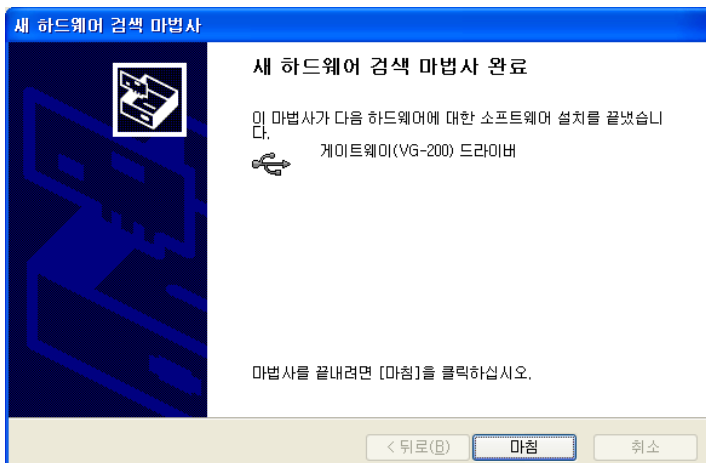 새 하드웨어 검색 마법사
새 하드웨어 검색 마법사 완료
이 마법사가 다음 하드웨어에 대한 소프트웨어 설치를 끝냈습니
다.
게이트웨이(VG-200) 드라이버
마법사를 끝내려면 [마침]을 클릭하십시오.
< 뒤로(B) 마침 취소